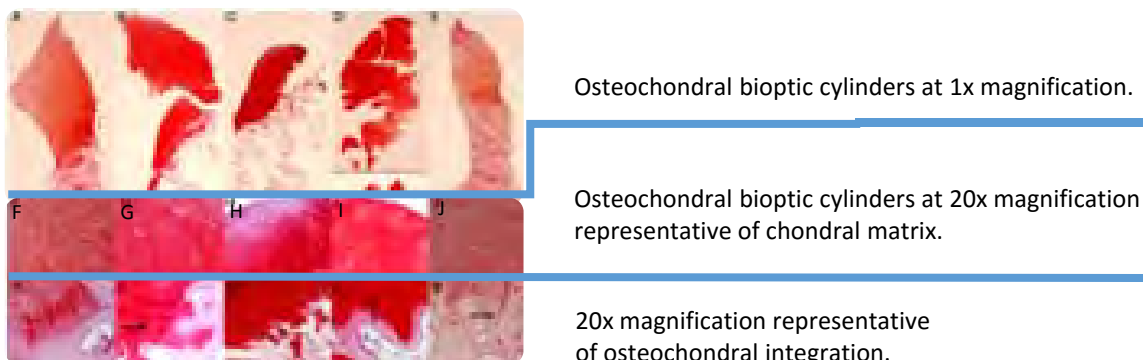 A B C D E
Osteochondral bioptic cylinders at 1x magnification.
Osteochondral bioptic cylinders at 20x magnification
representative of chondral matrix.
F G H I J
20x magnification representative
of osteochondral integration.